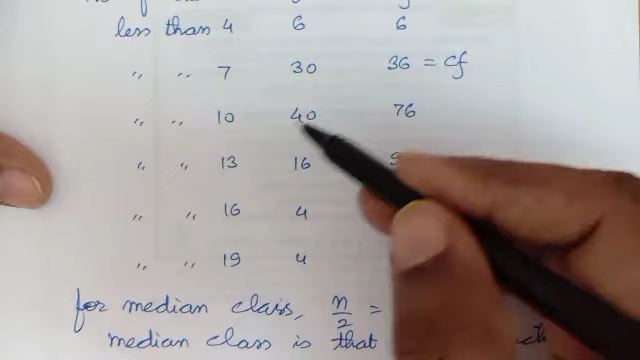 less than 4 6 6
" " 7 30 36 = cf
" " 10 40 76
" " 13 16 9
" " 16 4
" " 19 4
for median class, n/2 =
median class is that